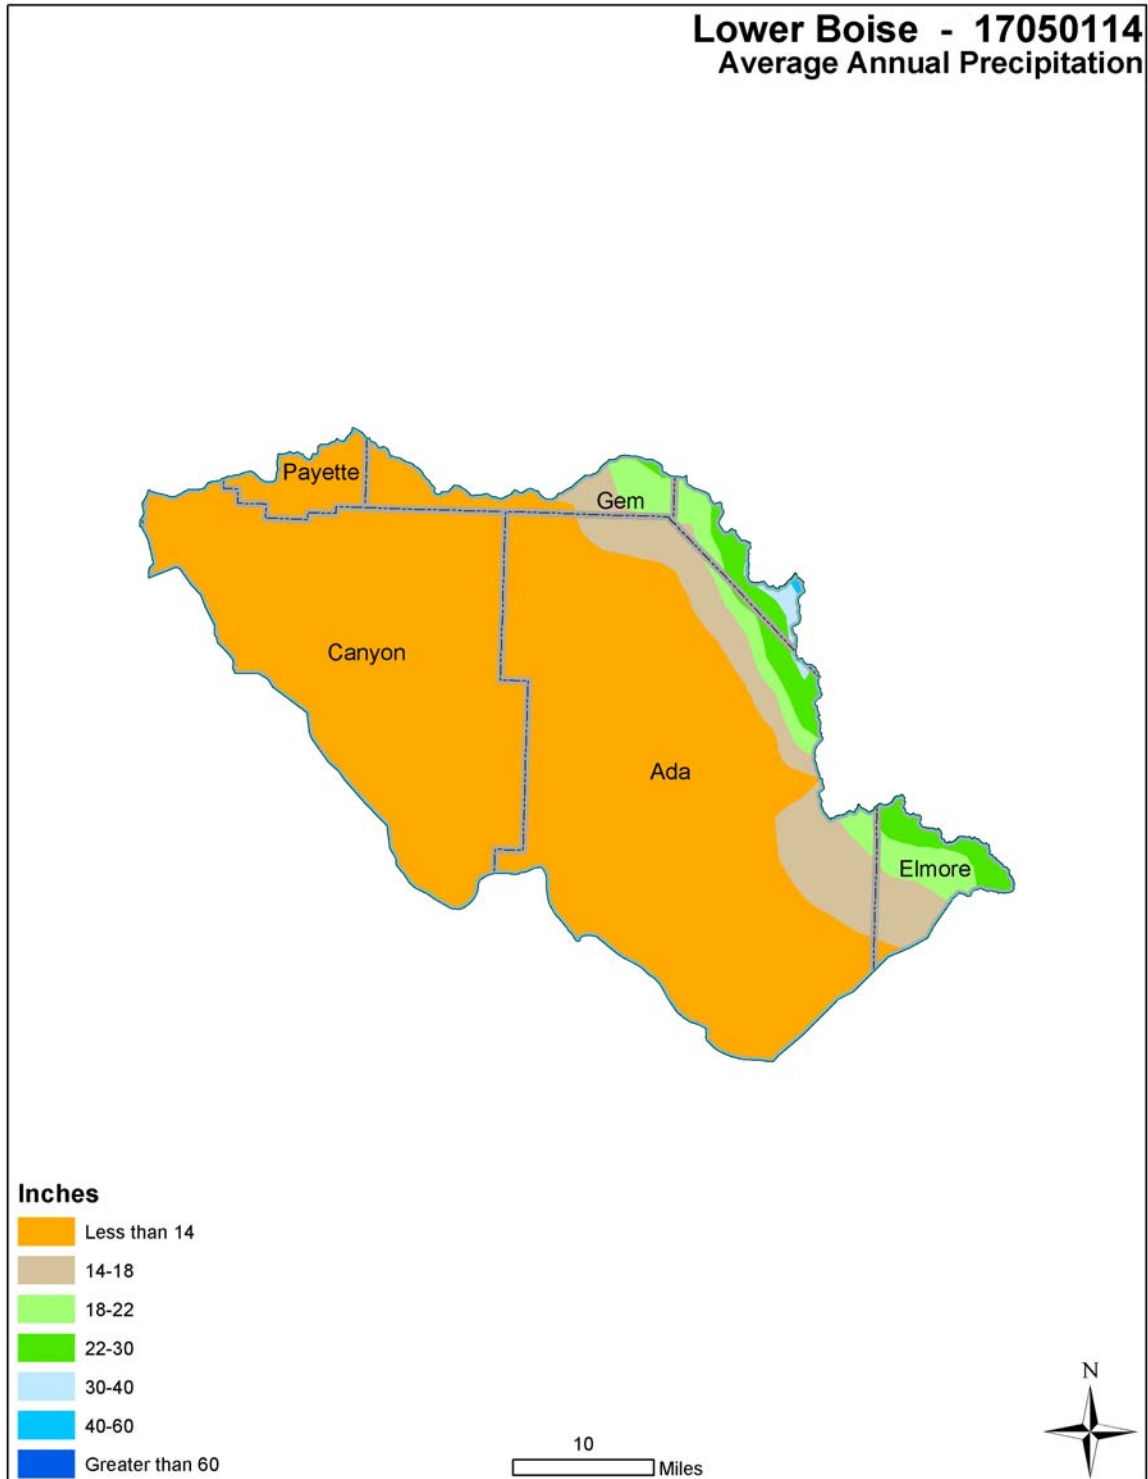 Lower Boise - 17050114
Average Annual Precipitation
Payette
Gem
Canyon
Ada
Elmore
Inches
Less than 14
14-18
18-22
22-30
30-40
40-60
Greater than 60
10
Miles
N